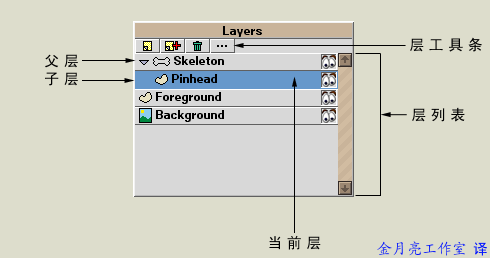 Layers
层工具条
父层
Skeleton
子层
Pinhead
Foreground
Background
层列表
当前层
金月亮工作室 译